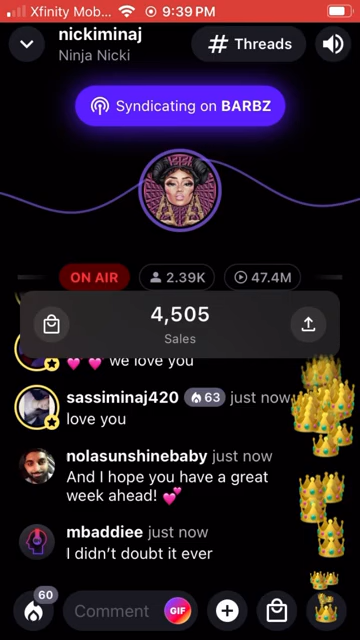 Xfinity Mob... 9:39 PM
nickiminaj
Ninja Nicki
# Threads
Syndicating on BARBZ
ON AIR 2.39K 47.4M
4,505
Sales
we love you
sassiminaj420 63 just now
love you
nolasunshinebaby just now
And I hope you have a great
week ahead! 💕
mbaddiee just now
I didn't doubt it ever
60 Comment GIF